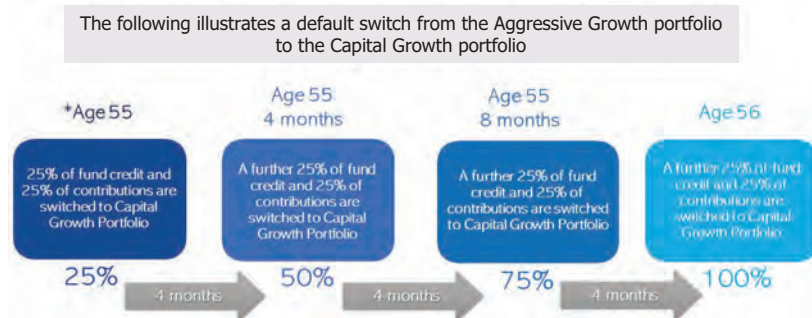 The following illustrates a default switch from the Aggressive Growth portfolio
to the Capital Growth portfolio
*Age 55
25% of fund credit and
25% of contributions are
switched to Capital
Growth Portfolio
25%
4 months
Age 55
4 months
A further 25% of fund
credit and 25% of
contributions are
switched to Capital
Growth Portfolio
50%
4 months
Age 55
8 months
A further 25% of fund
credit and 25% of
contributions are switched
to Capital Growth Portfolio
75%
4 months
Age 56
A further 25% of fund
credit and 25% of
contributions are
switched to Capital
Growth Portfolio
100%